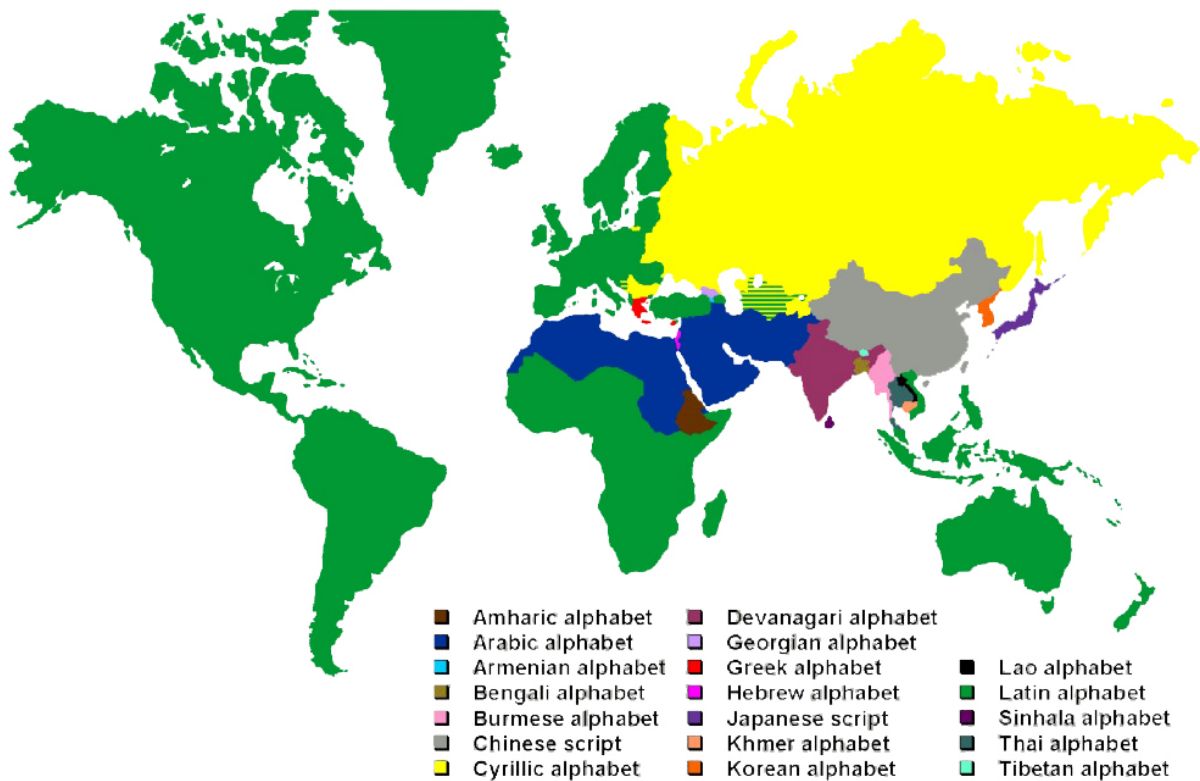 Amharic alphabet
Arabic alphabet
Armenian alphabet
Bengali alphabet
Burmese alphabet
Chinese script
Cyrillic alphabet
Devanagari alphabet
Georgian alphabet
Greek alphabet
Hebrew alphabet
Japanese script
Khmer alphabet
Korean alphabet
Lao alphabet
Latin alphabet
Sinhala alphabet
Thai alphabet
Tibetan alphabet